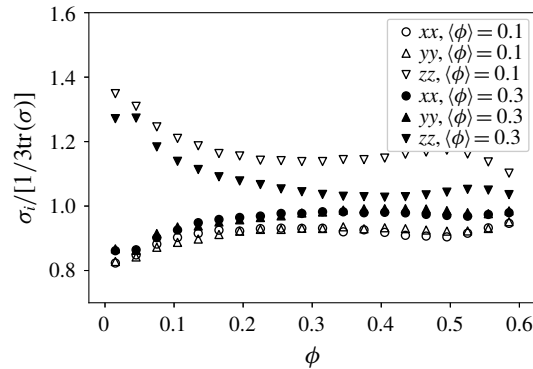 1.6
1.4
1.2
1.0
0.8
σi/[1/3tr(σ)]
xx, ⟨ϕ⟩ = 0.1
yy, ⟨ϕ⟩ = 0.1
zz, ⟨ϕ⟩ = 0.1
xx, ⟨ϕ⟩ = 0.3
yy, ⟨ϕ⟩ = 0.3
zz, ⟨ϕ⟩ = 0.3
0 0.1 0.2 0.3 0.4 0.5 0.6
ϕ